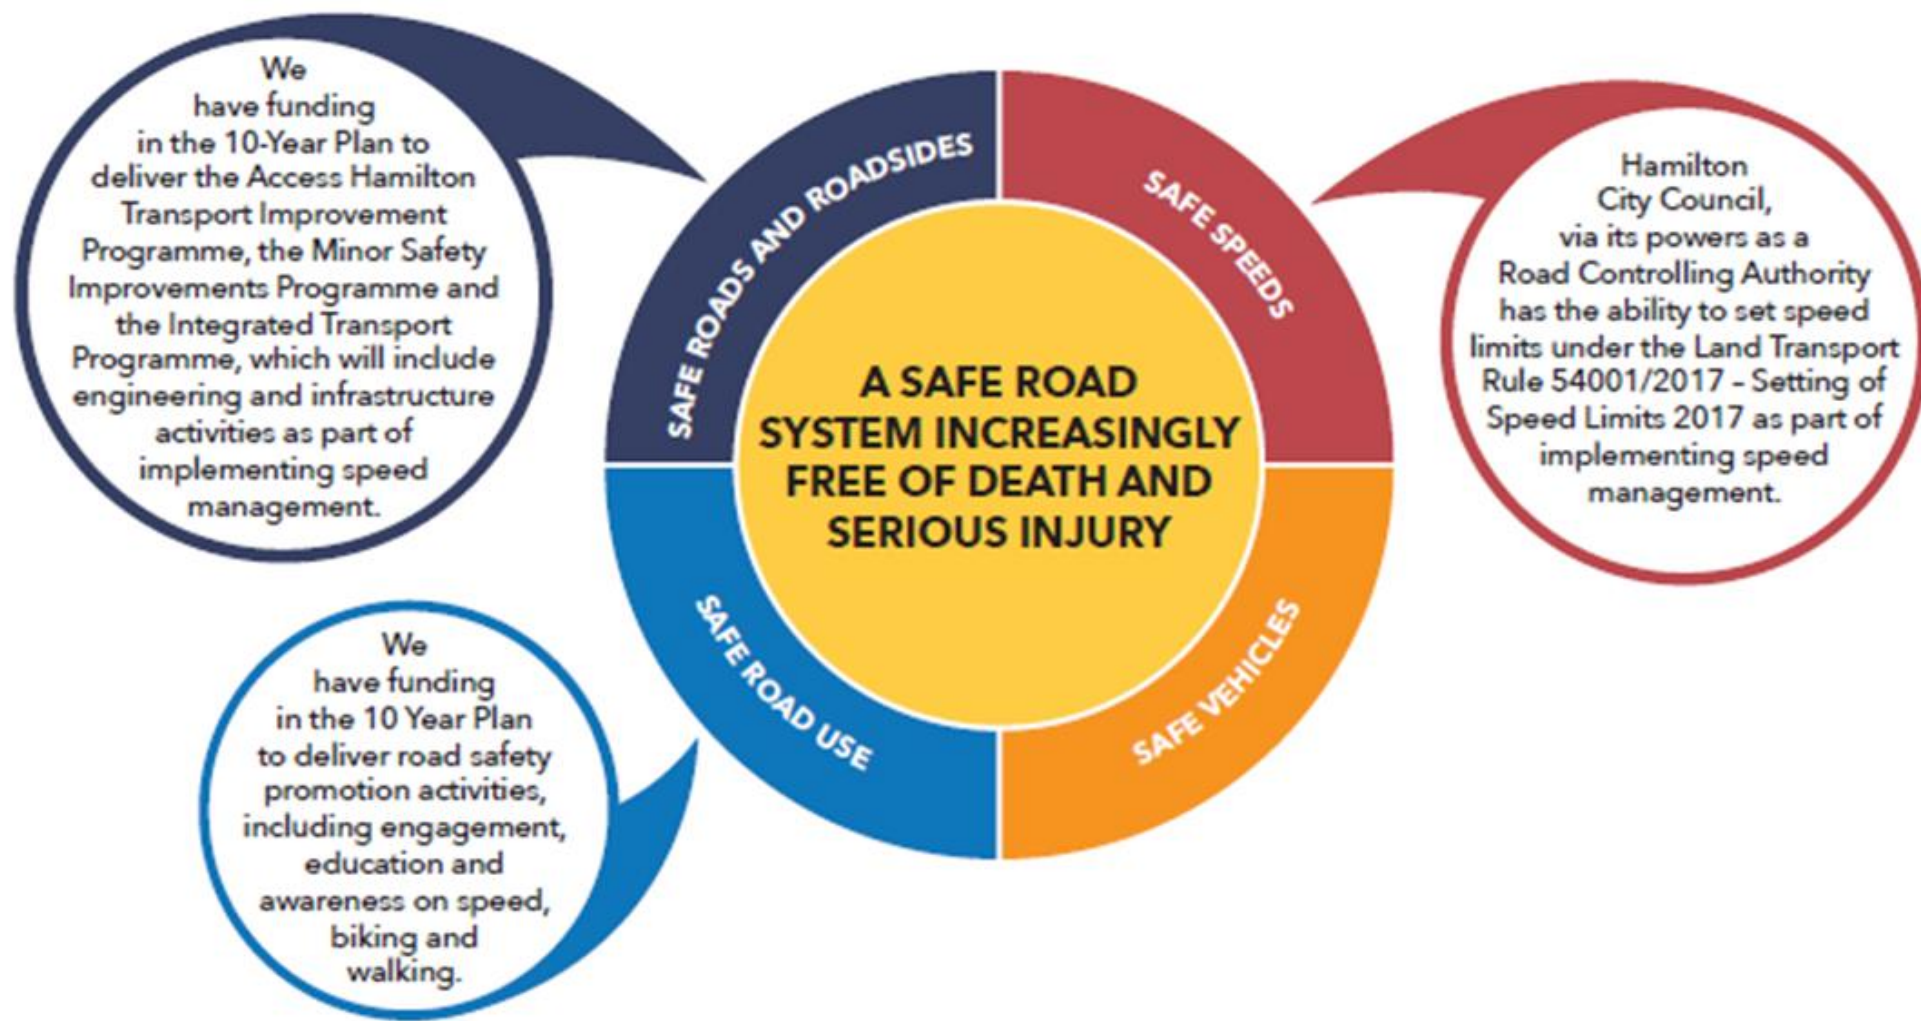 We
have funding
in the 10-Year Plan to
deliver the Access Hamilton
Transport Improvement
Programme, the Minor Safety
Improvements Programme and
the Integrated Transport
Programme, which will include
engineering and infrastructure
activities as part of
implementing speed
management.
SAFE ROADS AND ROADSIDES
SAFE SPEEDS
Hamilton
City Council,
via its powers as a
Road Controlling Authority
has the ability to set speed
limits under the Land Transport
Rule 54001/2017 – Setting of
Speed Limits 2017 as part of
implementing speed
management.
A SAFE ROAD
SYSTEM INCREASINGLY
FREE OF DEATH AND
SERIOUS INJURY
We
have funding
in the 10 Year Plan
to deliver road safety
promotion activities,
including engagement,
education and
awareness on speed,
biking and
walking.
SAFE ROAD USE
SAFE VEHICLES